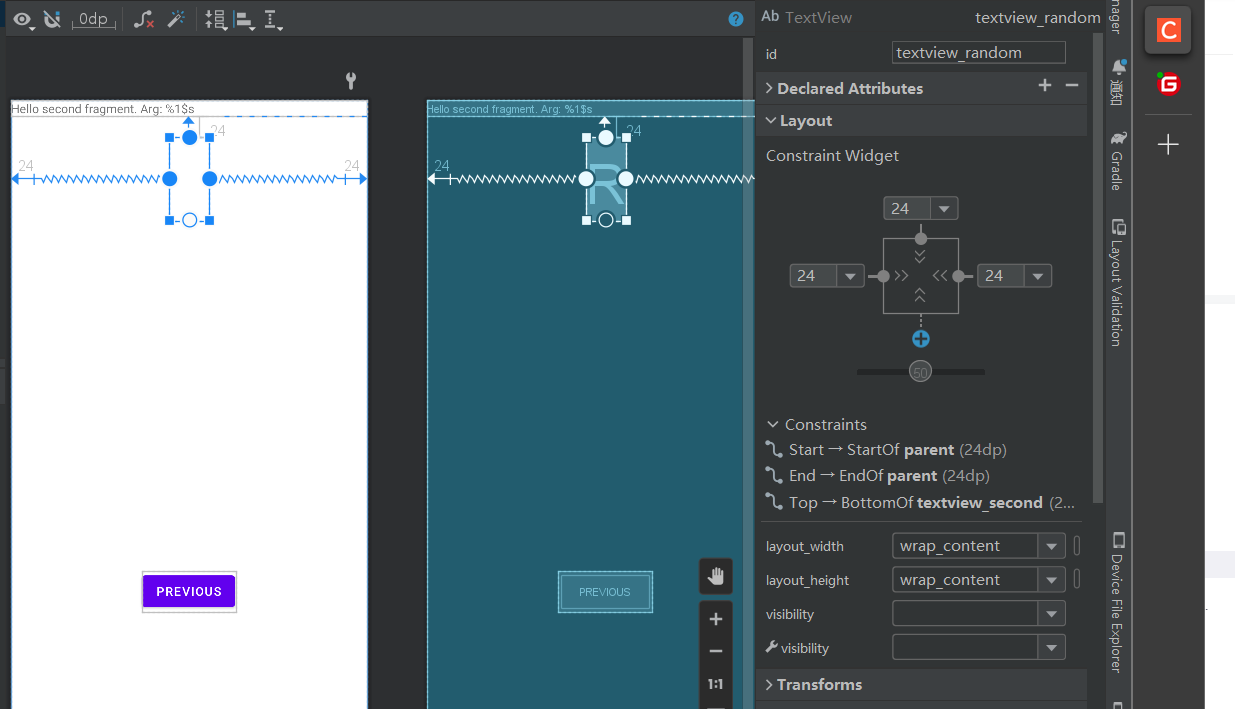 0dp
Hello second fragment. Arg: %1$s
24
24
24
PREVIOUS
Hello second fragment. Arg: %1$s
24
24
R
PREVIOUS
1:1
Ab TextView
textview_random
id
textview_random
Declared Attributes
Layout
Constraint Widget
24
24
24
50
Constraints
Start → StartOf parent (24dp)
End → EndOf parent (24dp)
Top → BottomOf textview_second (2...
layout_width
wrap_content
layout_height
wrap_content
visibility
visibility
Transforms
nager
通知
Gradle
Layout Validation
Device File Explorer
C
G